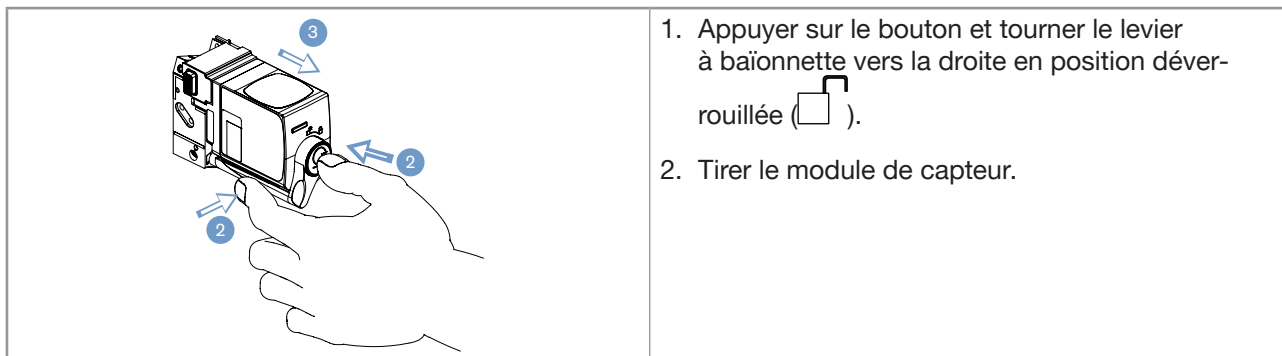 3
2
2
1. Appuyer sur le bouton et tourner le levier
à baïonnette vers la droite en position déver-
rouillée ( ).
2. Tirer le module de capteur.